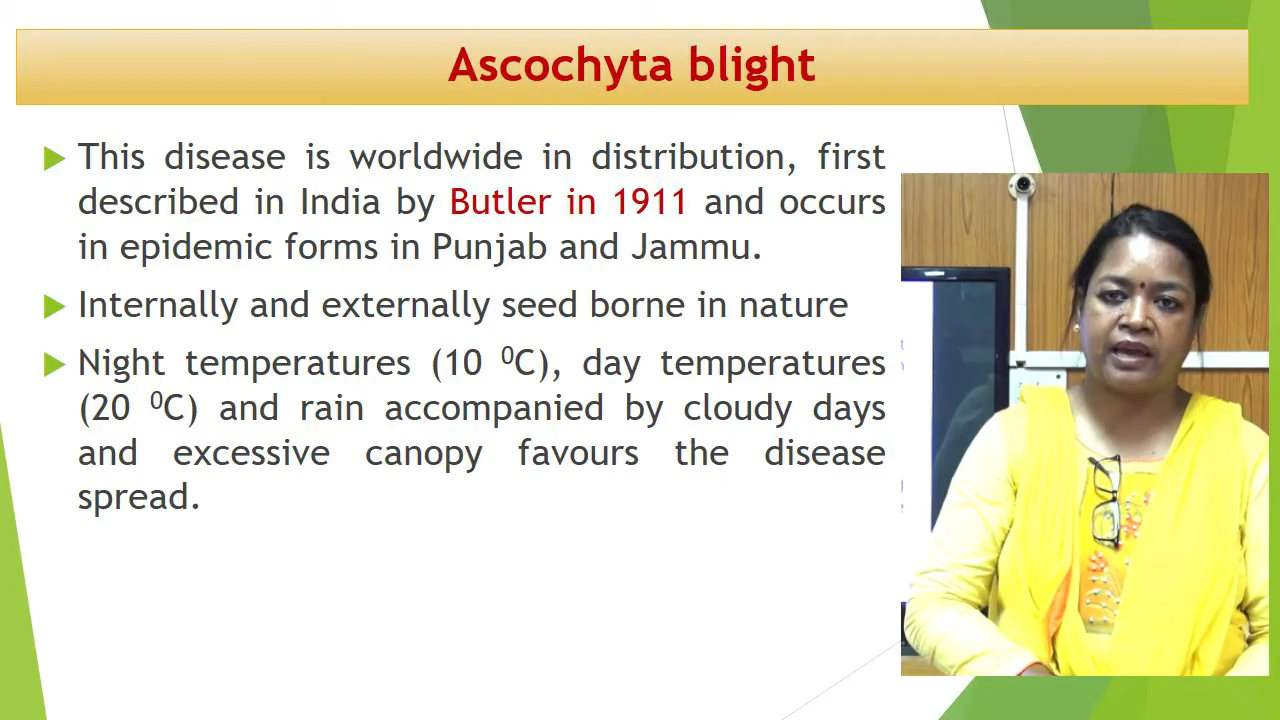 Ascochyta blight
This disease is worldwide in distribution, first
described in India by Butler in 1911 and occurs
in epidemic forms in Punjab and Jammu.
Internally and externally seed borne in nature
Night temperatures (10 ⁰C), day temperatures
(20 ⁰C) and rain accompanied by cloudy days
and excessive canopy favours the disease
spread.